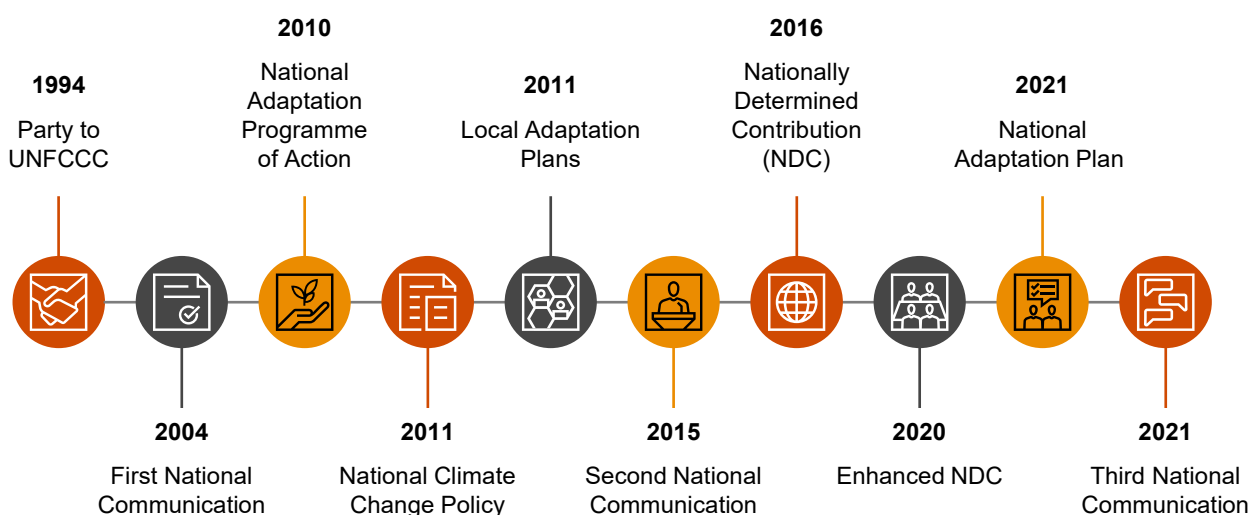 1994
Party to
UNFCCC
2004
First National
Communication
2010
National
Adaptation
Programme
of Action
2011
National Climate
Change Policy
2011
Local Adaptation
Plans
2015
Second National
Communication
2016
Nationally
Determined
Contribution
(NDC)
2020
Enhanced NDC
2021
National
Adaptation Plan
2021
Third National
Communication